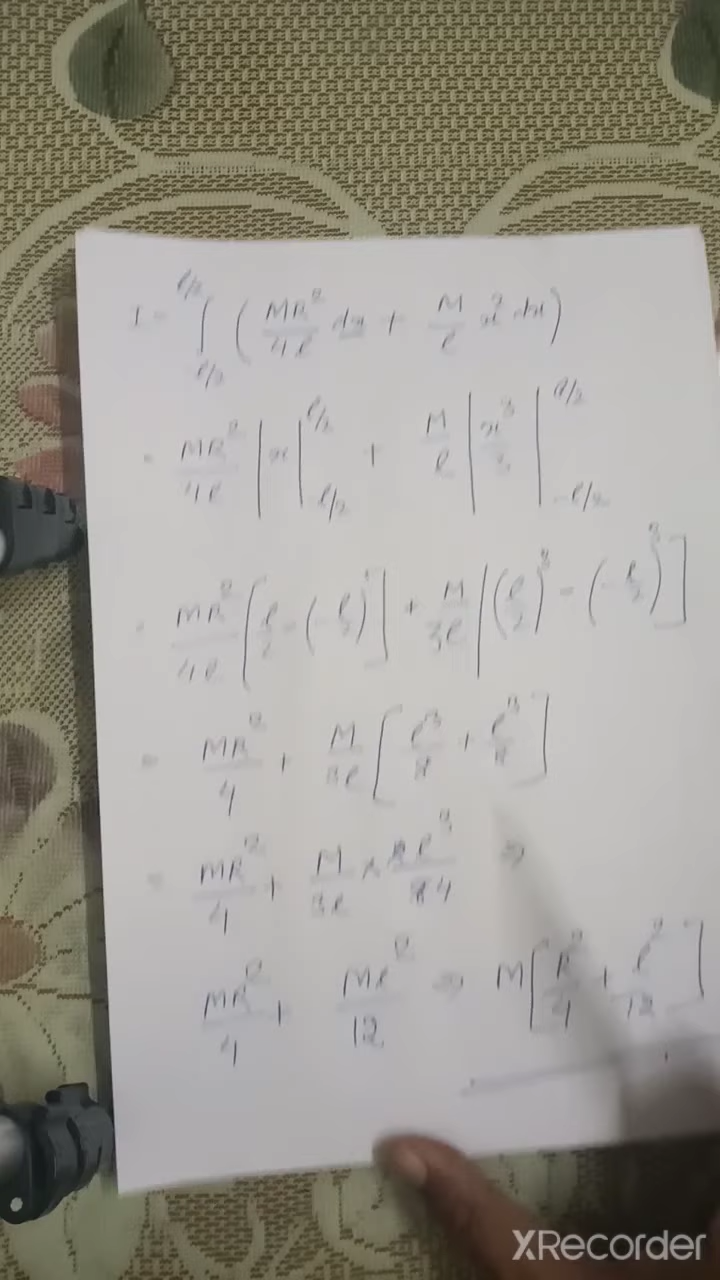 I = ∫_{-l/2}^{l/2} ( MR²/4l dx + M/l x² dx )
= MR²/4l |x|_{-l/2}^{l/2} + M/l |x³/3|_{-l/2}^{l/2}
= MR²/4l [ l/2 - (-l/2) ] + M/3l [ (l/2)³ - (-l/2)³ ]
= MR²/4 + M/3l [ l³/8 + l³/8 ]
= MR²/4 + M/3l × 2l³/84 ⇒
MR²/4 + Ml²/12 ⇒ M[ R²/4 + l²/12 ]
XRecorder